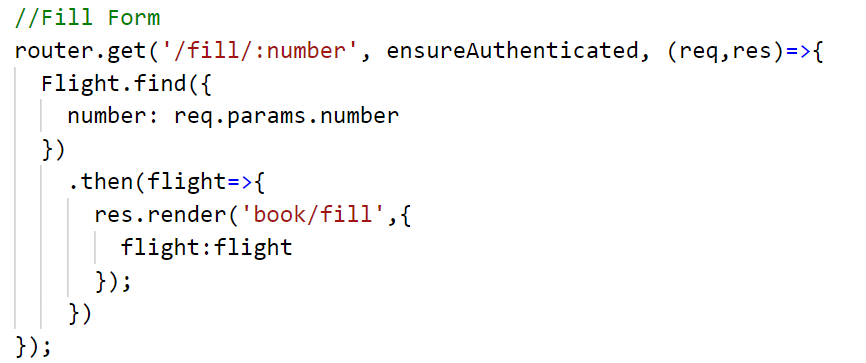 //Fill Form
router.get('/fill/:number', ensureAuthenticated, (req,res)=>{
  Flight.find({
    number: req.params.number
  })
    .then(flight=>{
      res.render('book/fill',{
        flight:flight
      });
    })
});